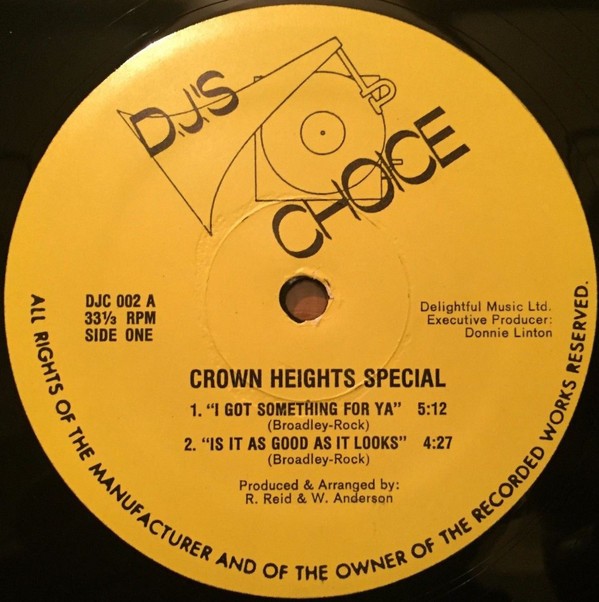 D.J.'S
CHOICE
DJC 002 A
33⅓ RPM
SIDE ONE
Delightful Music Ltd.
Executive Producer:
Donnie Linton
CROWN HEIGHTS SPECIAL
1. “I GOT SOMETHING FOR YA” 5:12
(Broadley-Rock)
2. “IS IT AS GOOD AS IT LOOKS” 4:27
(Broadley-Rock)
Produced & Arranged by:
R. Reid & W. Anderson
ALL RIGHTS OF THE MANUFACTURER AND OF THE OWNER OF THE RECORDED WORKS RESERVED.